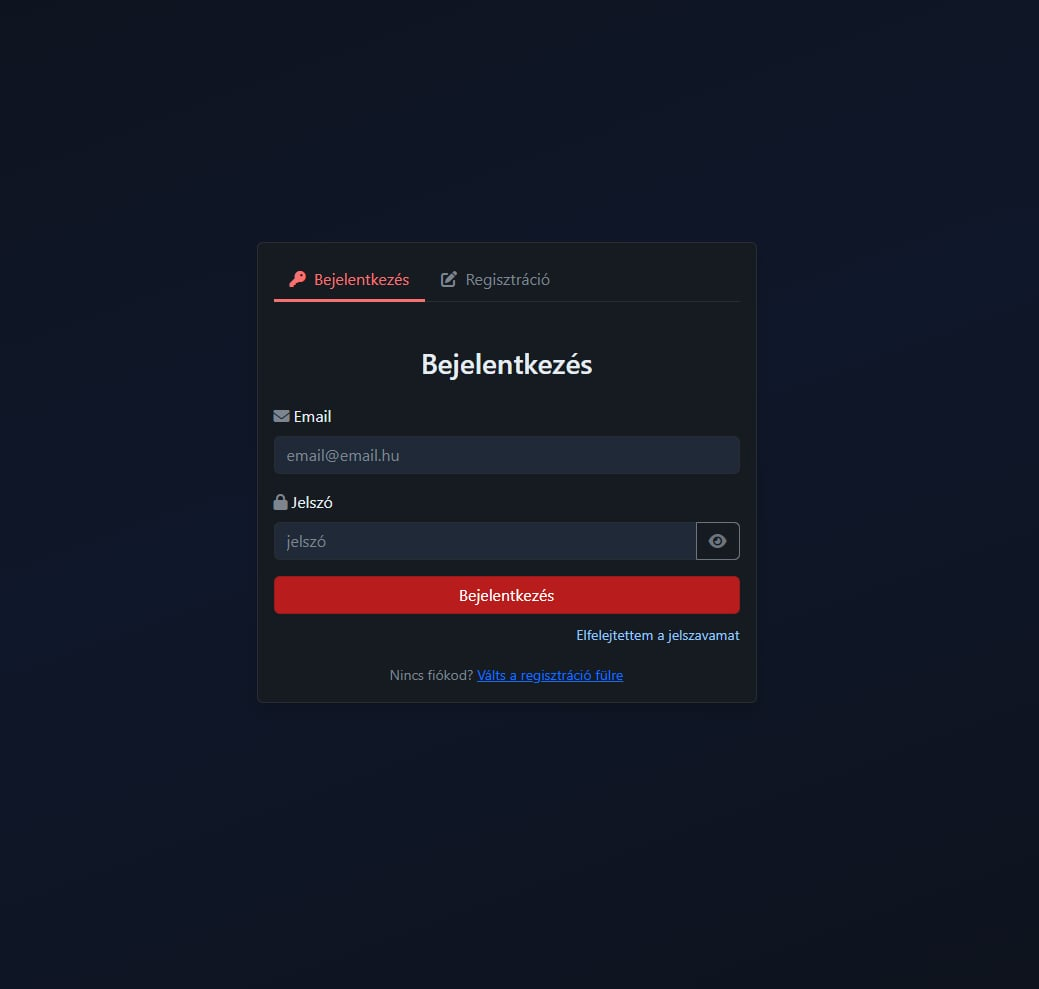 Bejelentkezés Regisztráció
Bejelentkezés
Email
email@email.hu
Jelszó
jelszó
Bejelentkezés
Elfelejtettem a jelszavamat
Nincs fiókod? Válts a regisztráció fülre